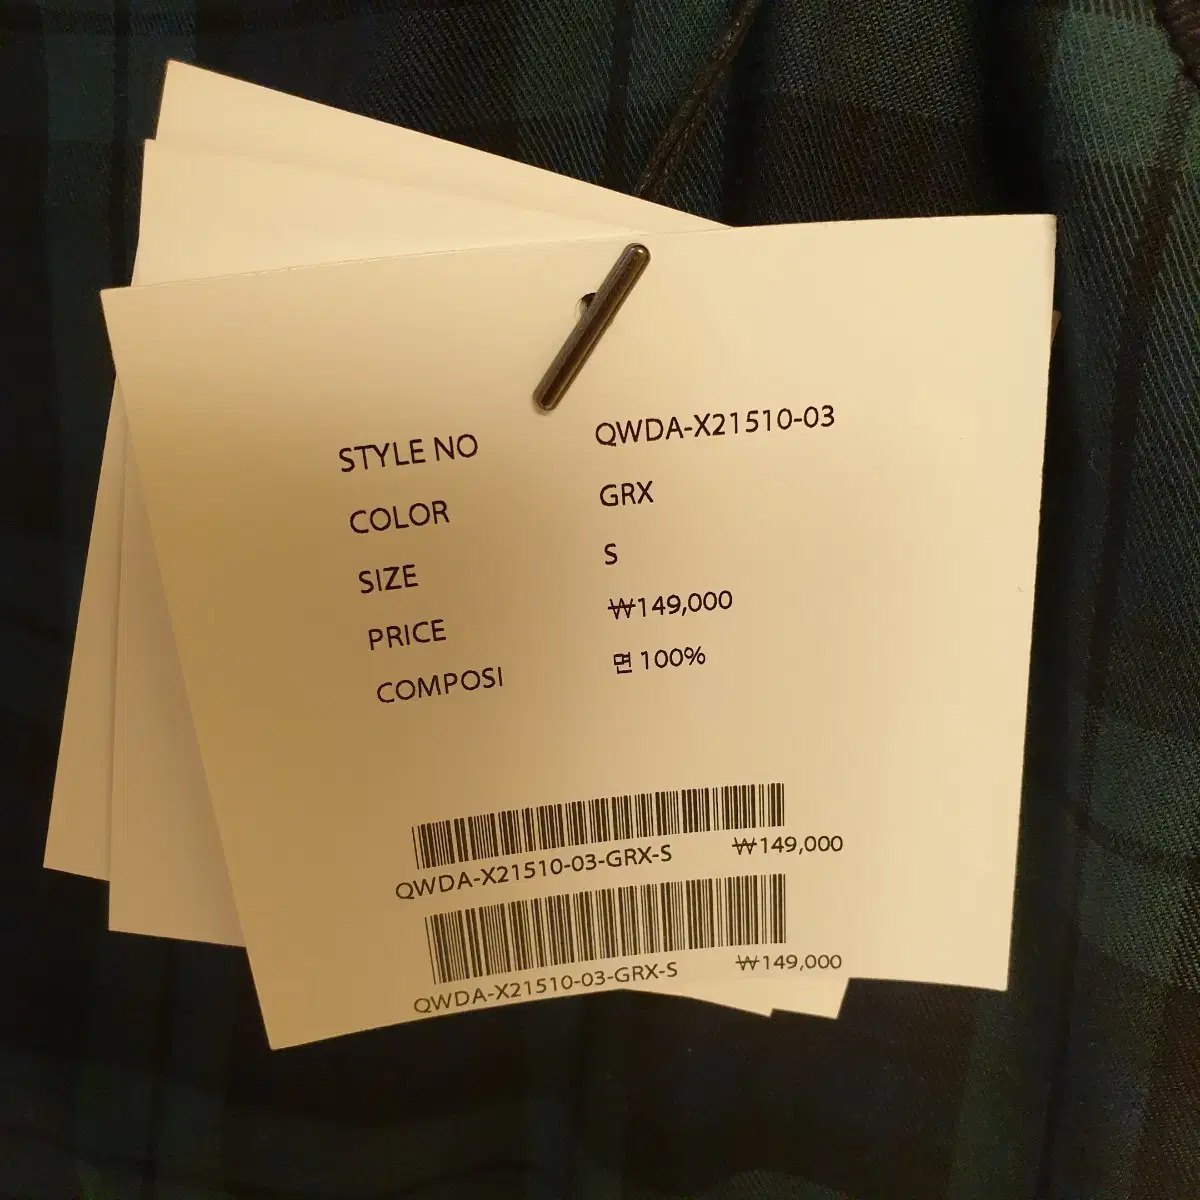 STYLE NO QWDA-X21510-03
COLOR GRX
SIZE S
PRICE ₩149,000
COMPOSI 면 100%
QWDA-X21510-03-GRX-S ₩149,000
QWDA-X21510-03-GRX-S ₩149,000